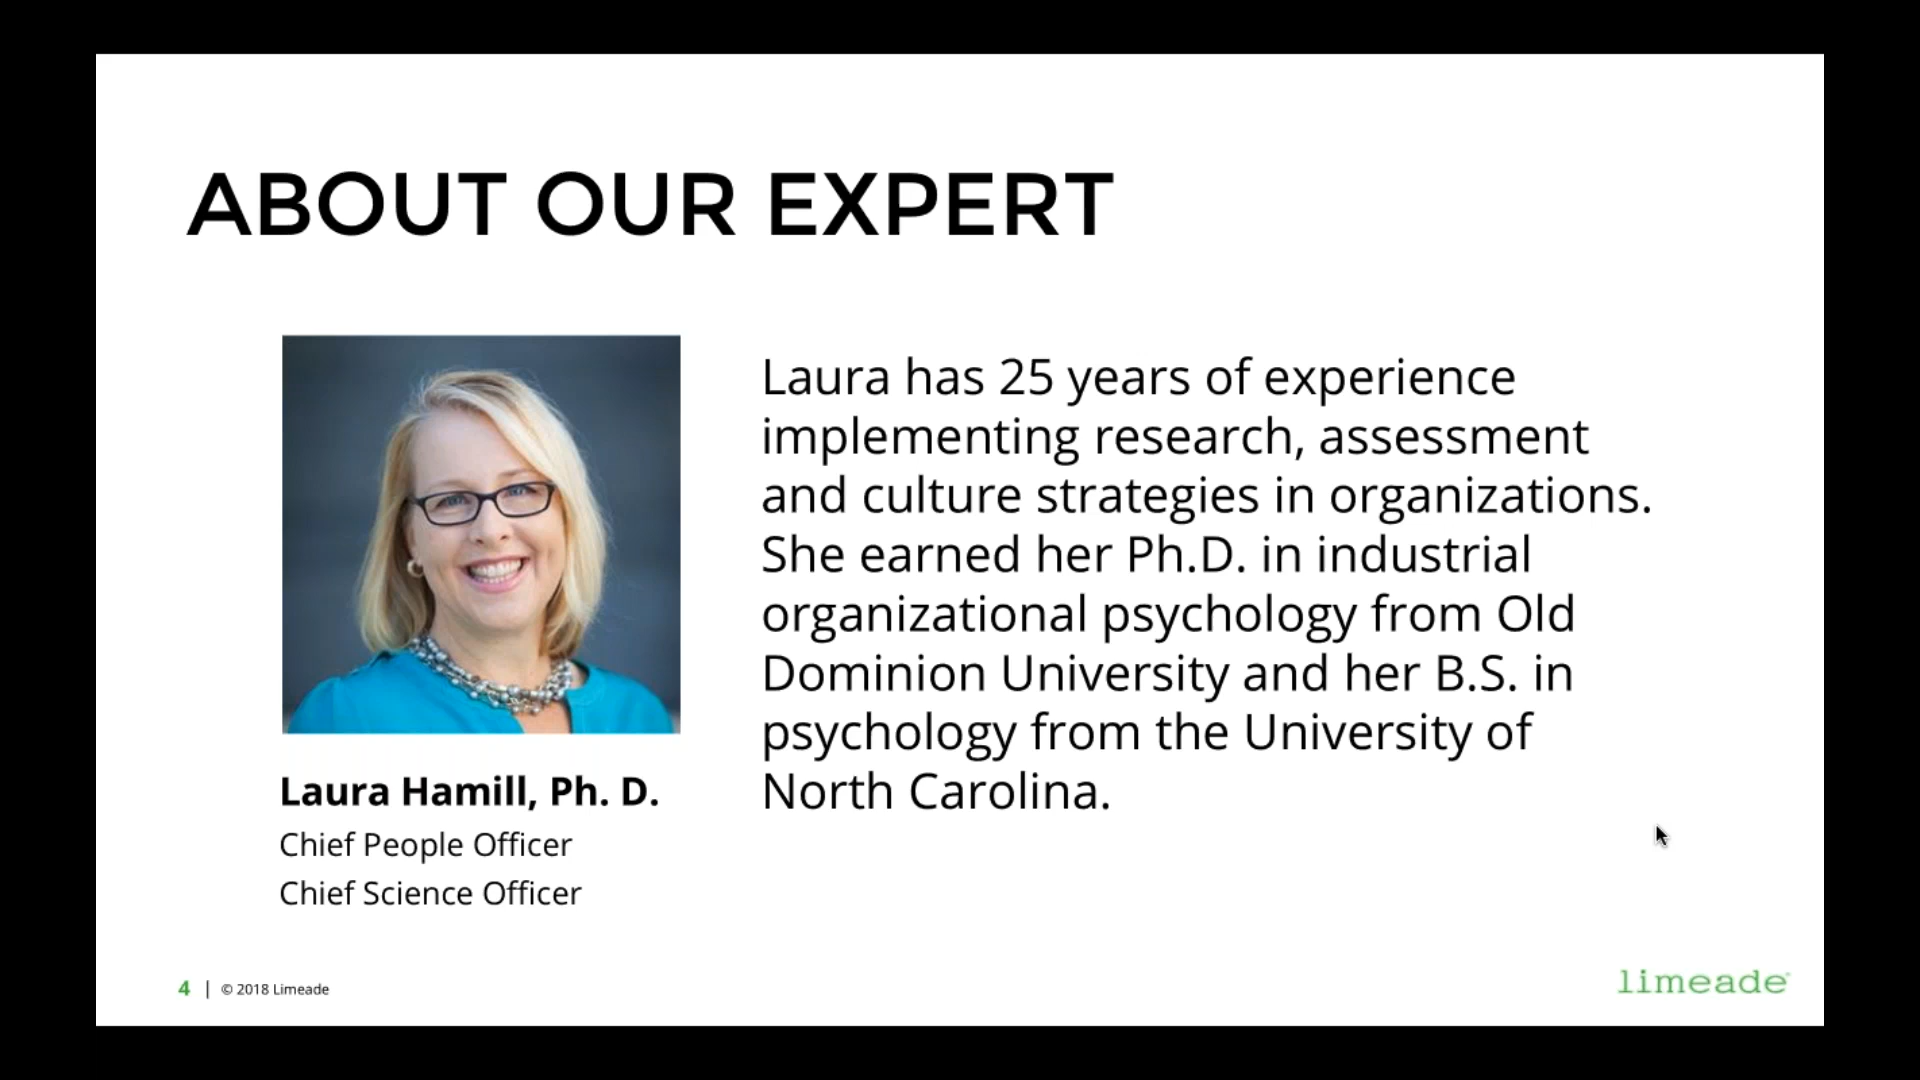 ABOUT OUR EXPERT
Laura has 25 years of experience
implementing research, assessment
and culture strategies in organizations.
She earned her Ph.D. in industrial
organizational psychology from Old
Dominion University and her B.S. in
psychology from the University of
North Carolina.
Laura Hamill, Ph. D.
Chief People Officer
Chief Science Officer
4 | © 2018 Limeade
limeade